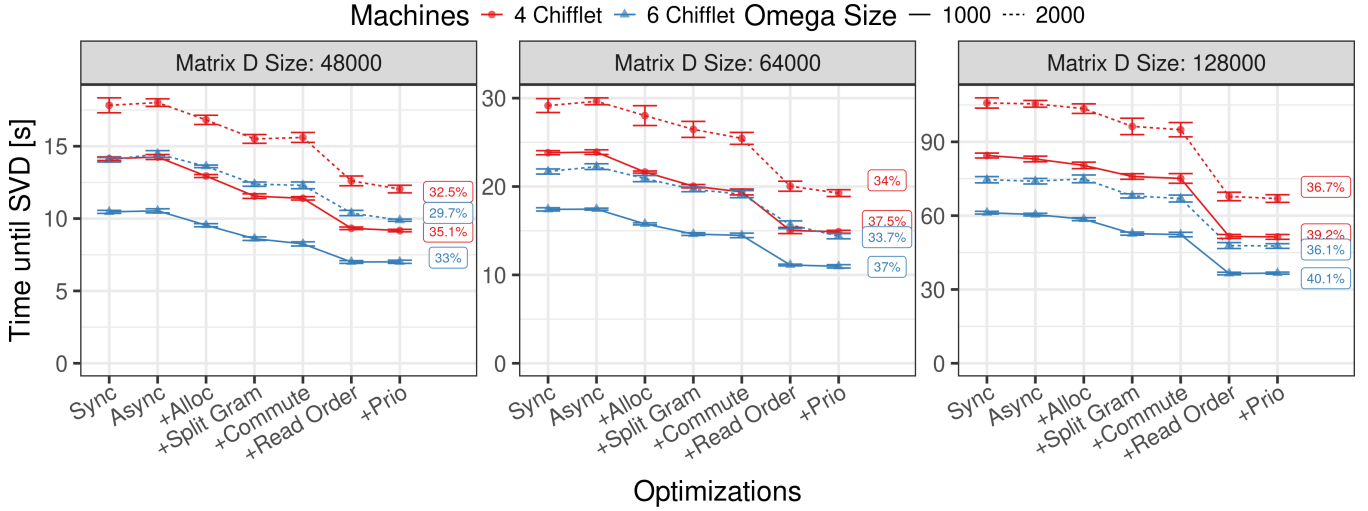 Machines 4 Chifflet 6 Chifflet Omega Size 1000 2000
Matrix D Size: 48000
Matrix D Size: 64000
Matrix D Size: 128000
Time until SVD [s]
15
10
5
0
32.5%
29.7%
35.1%
33%
30
20
10
0
34%
37.5%
33.7%
37%
90
60
30
0
36.7%
39.2%
36.1%
40.1%
Sync
Async
+Alloc
+Split Gram
+Commute
+Read Order
+Prio
Sync
Async
+Alloc
+Split Gram
+Commute
+Read Order
+Prio
Sync
Async
+Alloc
+Split Gram
+Commute
+Read Order
+Prio
Optimizations